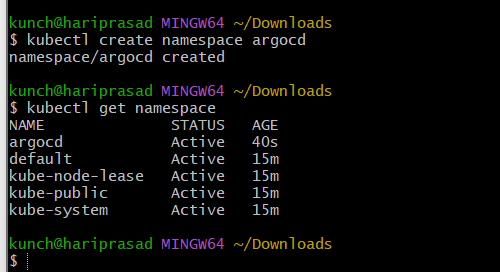 kunch@hariprasad MINGW64 ~/Downloads
$ kubectl create namespace argocd
namespace/argocd created
kunch@hariprasad MINGW64 ~/Downloads
$ kubectl get namespace
NAME STATUS AGE
argocd Active 40s
default Active 15m
kube-node-lease Active 15m
kube-public Active 15m
kube-system Active 15m
kunch@hariprasad MINGW64 ~/Downloads
$